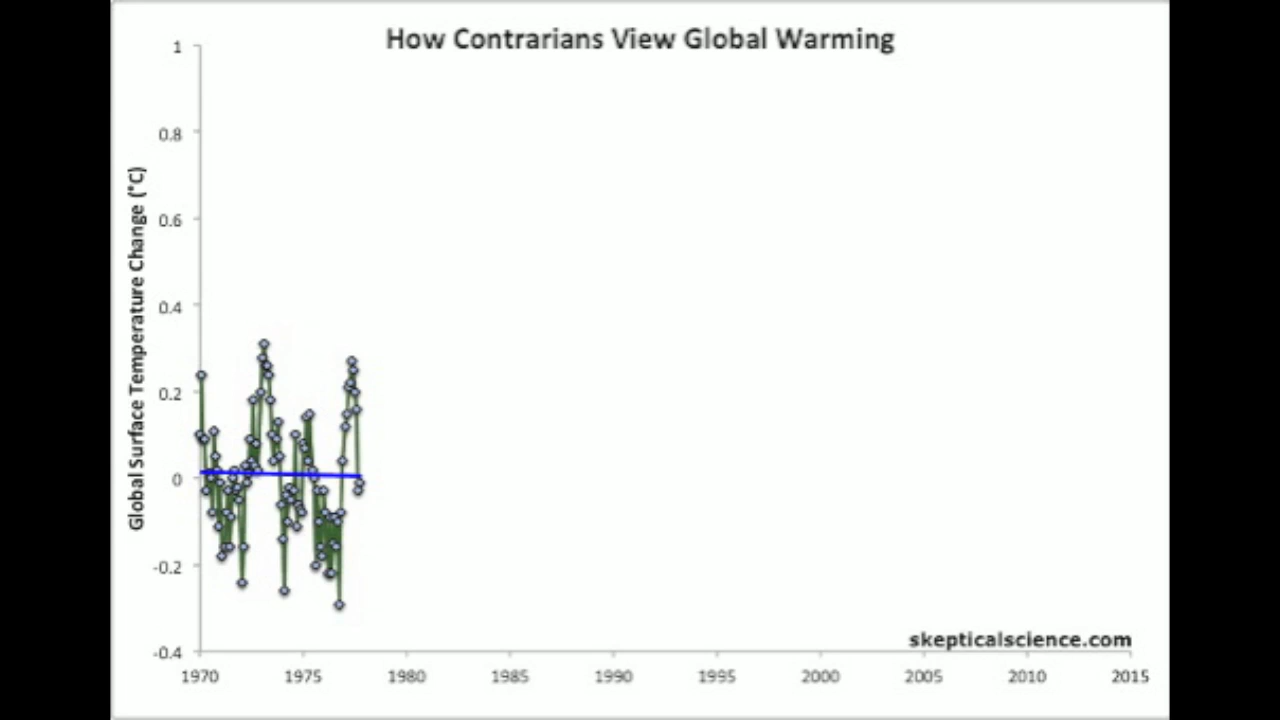 How Contrarians View Global Warming
Global Surface Temperature Change (°C)
1
0.8
0.6
0.4
0.2
0
-0.2
-0.4
skepticalscience.com
1970 1975 1980 1985 1990 1995 2000 2005 2010 2015